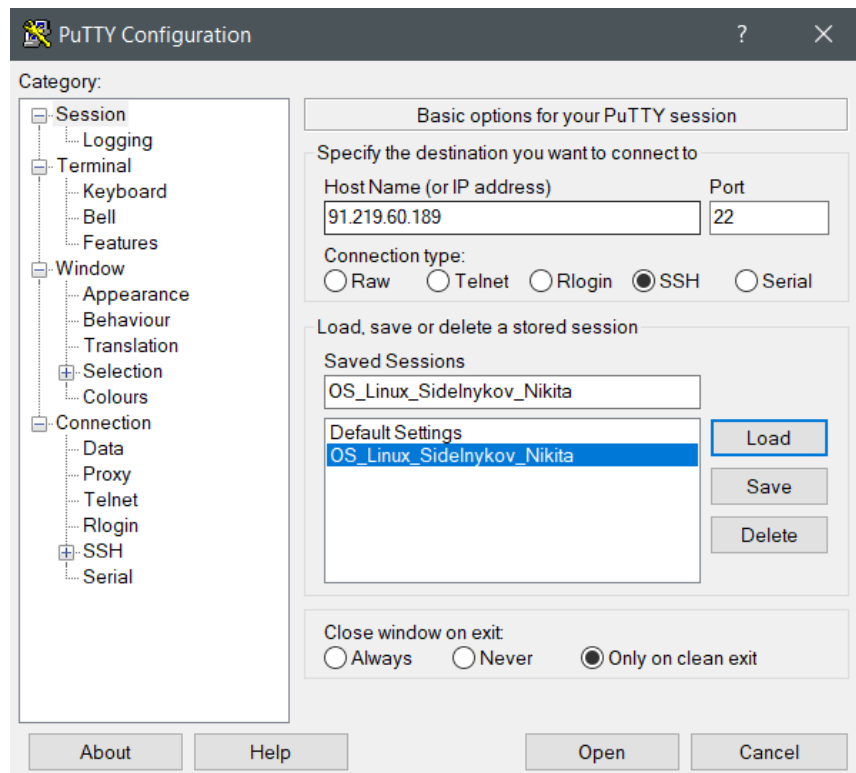 PuTTY Configuration ?
Category:
Session
Logging
Terminal
Keyboard
Bell
Features
Window
Appearance
Behaviour
Translation
Selection
Colours
Connection
Data
Proxy
Telnet
Rlogin
SSH
Serial
Basic options for your PuTTY session
Specify the destination you want to connect to
Host Name (or IP address) Port
91.219.60.189 22
Connection type:
Raw Telnet Rlogin SSH Serial
Load, save or delete a stored session
Saved Sessions
OS_Linux_Sidelnykov_Nikita
Default Settings
OS_Linux_Sidelnykov_Nikita
Load
Save
Delete
Close window on exit:
Always Never Only on clean exit
About Help Open Cancel